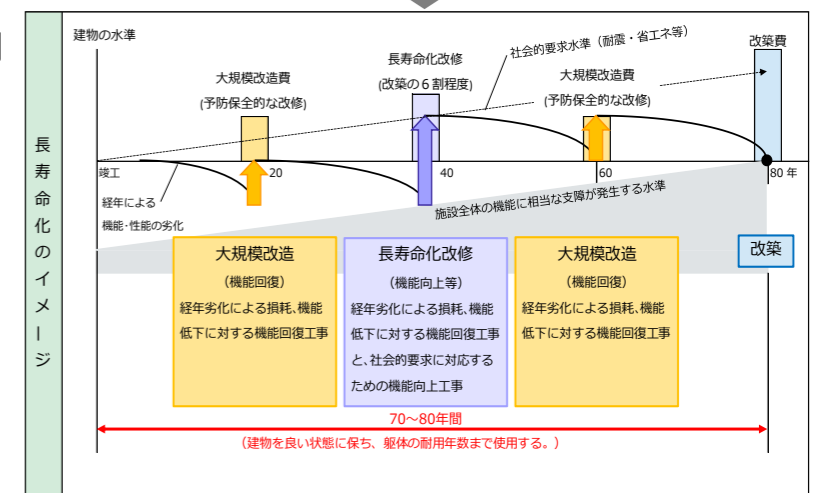 長寿命化のイメージ
建物の水準
社会的要求水準（耐震・省エネ等）
改築費
長寿命化改修
(改築の６割程度)
大規模改造費
(予防保全的な改修)
大規模改造費
(予防保全的な改修)
竣工
20
40
60
80 年
経年による
機能・性能の劣化
施設全体の機能に相当な支障が発生する水準
大規模改造
（機能回復）
経年劣化による損耗、機能
低下に対する機能回復工事
長寿命化改修
（機能向上等）
経年劣化による損耗、機能
低下に対する機能回復工事
と、社会的要求に対応する
ための機能向上工事
大規模改造
（機能回復）
経年劣化による損耗、機能
低下に対する機能回復工事
改築
70～80年間
（建物を良い状態に保ち、躯体の耐用年数まで使用する。）